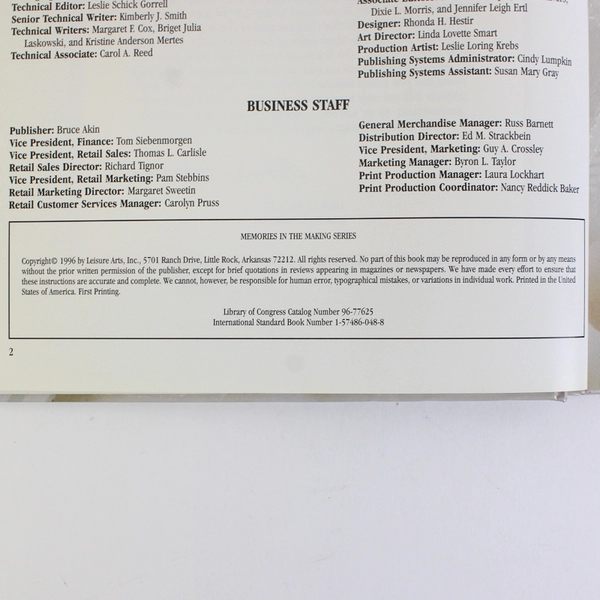 Technical Editor: Leslie Schick Gorrell
Senior Technical Writer: Kimberly J. Smith
Technical Writers: Margaret F. Cox, Briget Julia
Laskowski, and Kristine Anderson Mertes
Technical Associate: Carol A. Reed
Dixie L. Morris, and Jennifer Leigh Ertl
Designer: Rhonda H. Hestir
Art Director: Linda Lovette Smart
Production Artist: Leslie Loring Krebs
Publishing Systems Administrator: Cindy Lumpkin
Publishing Systems Assistant: Susan Mary Gray
BUSINESS STAFF
Publisher: Bruce Akin
Vice President, Finance: Tom Siebenmorgen
Vice President, Retail Sales: Thomas L. Carlisle
Retail Sales Director: Richard Tignor
Vice President, Retail Marketing: Pam Stebbins
Retail Marketing Director: Margaret Sweetin
Retail Customer Services Manager: Carolyn Pruss
General Merchandise Manager: Russ Barnett
Distribution Director: Ed M. Strackbein
Vice President, Marketing: Guy A. Crossley
Marketing Manager: Byron L. Taylor
Print Production Manager: Laura Lockhart
Print Production Coordinator: Nancy Reddick Baker
MEMORIES IN THE MAKING SERIES
Copyright© 1996 by Leisure Arts, Inc., 5701 Ranch Drive, Little Rock, Arkansas 72212. All rights reserved. No part of this book may be reproduced in any form or by any means
without the prior written permission of the publisher, except for brief quotations in reviews appearing in magazines or newspapers. We have made every effort to ensure that
these instructions are accurate and complete. We cannot, however, be responsible for human error, typographical mistakes, or variations in individual work. Printed in the United
States of America. First Printing.
Library of Congress Catalog Number 96-77625
International Standard Book Number 1-57486-048-8
2